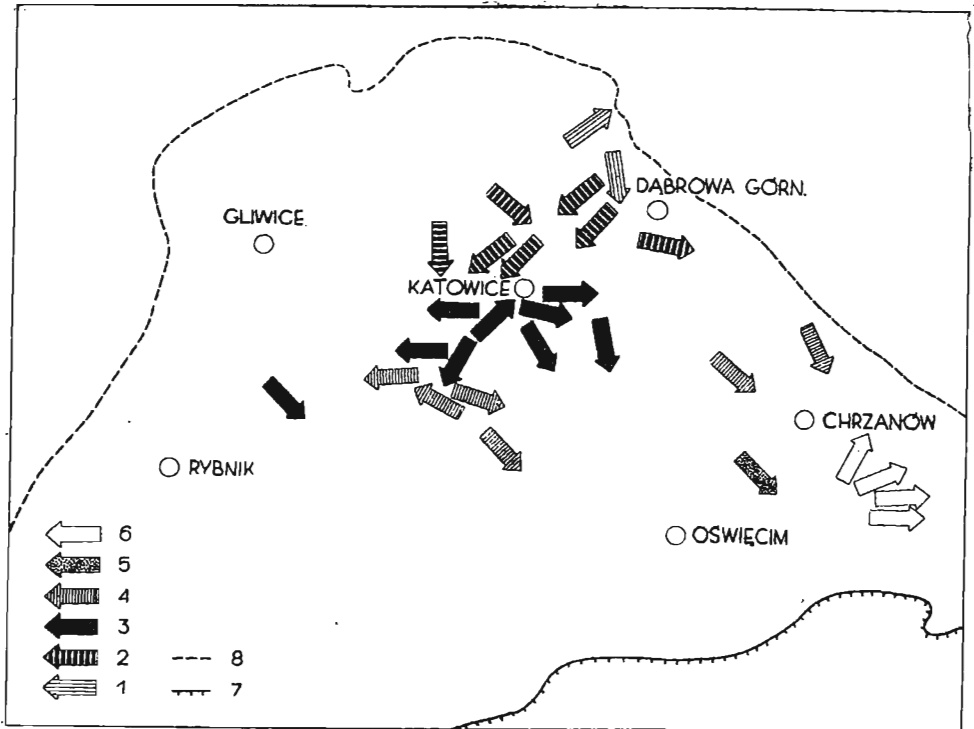 DĄBROWA GÓRN.
GLIWICE
KATOWICE
CHRZANÓW
RYBNIK
OŚWIĘCIM
6
5
4
3
2
8
1
7